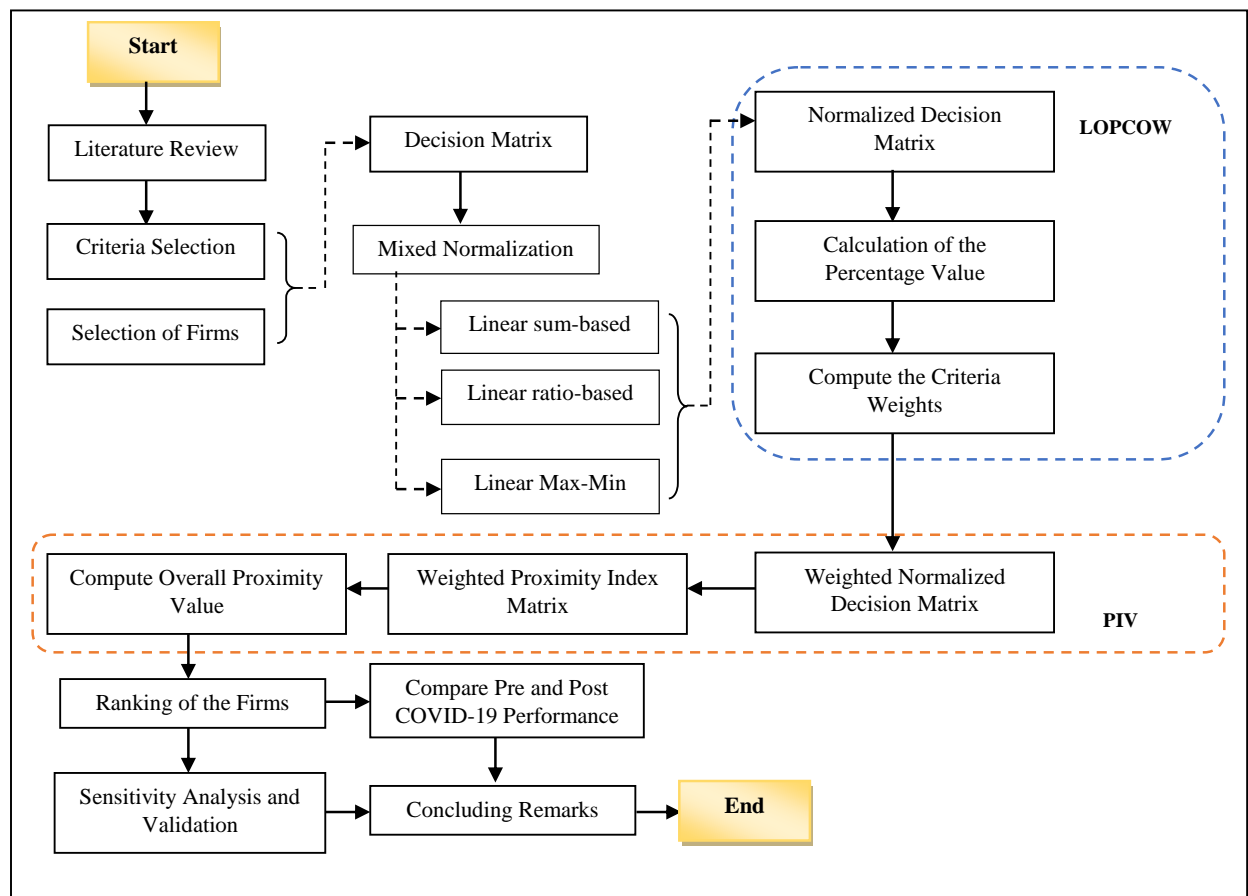 Start
Literature Review
Criteria Selection
Selection of Firms
Decision Matrix
Mixed Normalization
Linear sum-based
Linear ratio-based
Linear Max-Min
Normalized Decision
Matrix
LOPCOW
Calculation of the
Percentage Value
Compute the Criteria
Weights
Weighted Normalized
Decision Matrix
PIV
Weighted Proximity Index
Matrix
Compute Overall Proximity
Value
Ranking of the Firms
Compare Pre and Post
COVID-19 Performance
Sensitivity Analysis and
Validation
Concluding Remarks
End